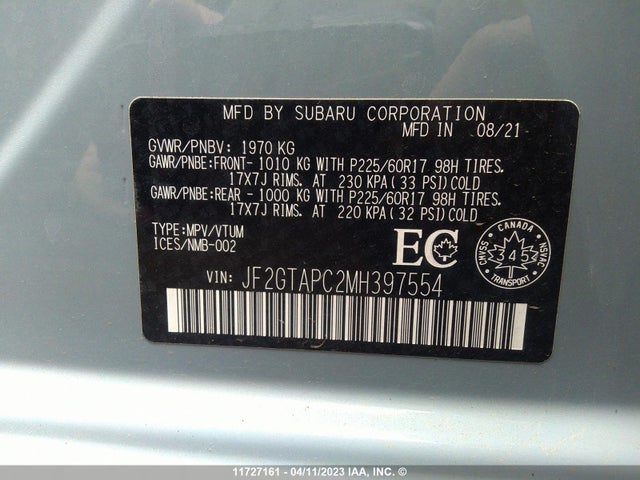 MFD BY SUBARU CORPORATION
MFD IN 08/21
GVWR/PNBV: 1970 KG
GAWR/PNBE:FRONT- 1010 KG WITH P225/60R17 98H TIRES.
17X7J RIMS. AT 230 KPA(33 PSI)COLD
GAWR/PNBE:REAR - 1000 KG WITH P225/60R17 98H TIRES.
17X7J RIMS. AT 220 KPA(32 PSI)COLD
TYPE:MPV/VTUM
ICES/NMB-002
EC
CANADA
CMVSS 345 NSVAC
TRANSPORT
VIN: JF2GTAPC2MH397554
11727161 - 04/11/2023 IAA, INC. ©